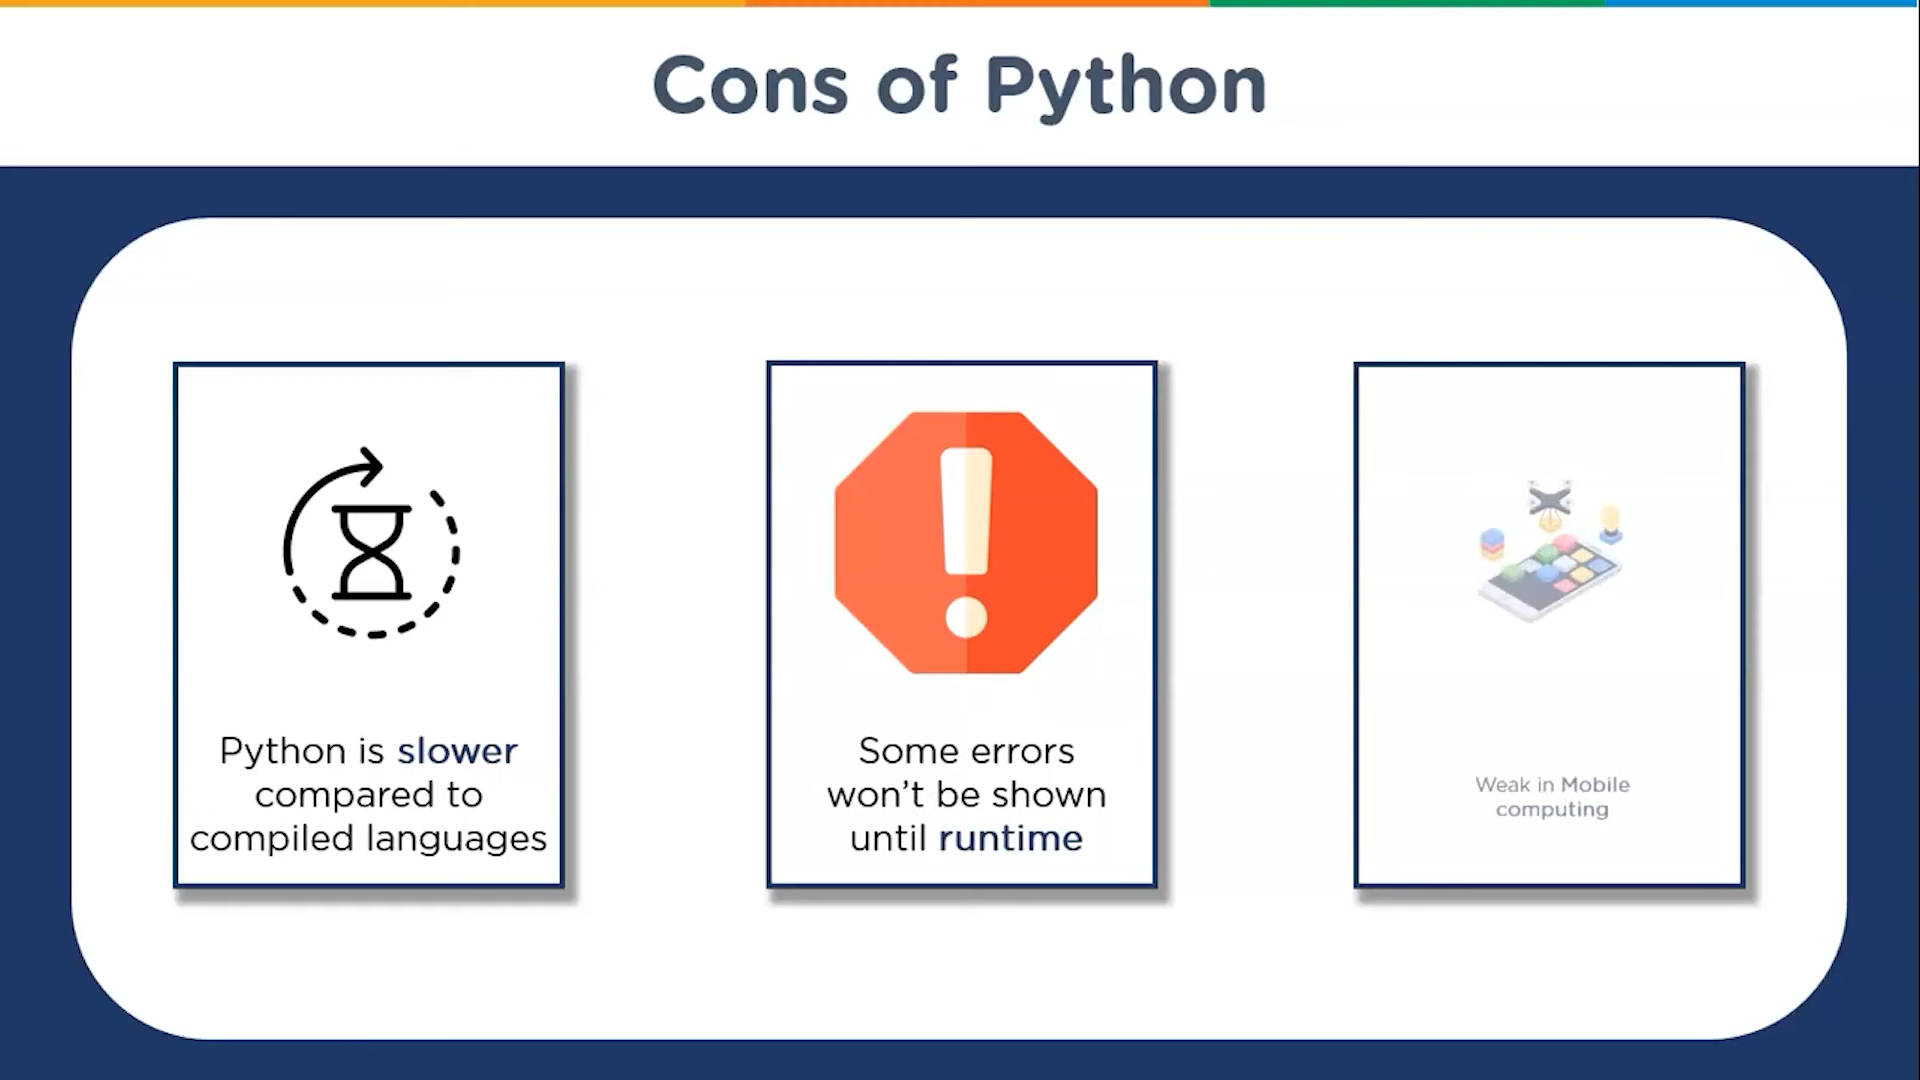 Cons of Python
Python is slower
compared to
compiled languages
Some errors
won't be shown
until runtime
Weak in Mobile
computing